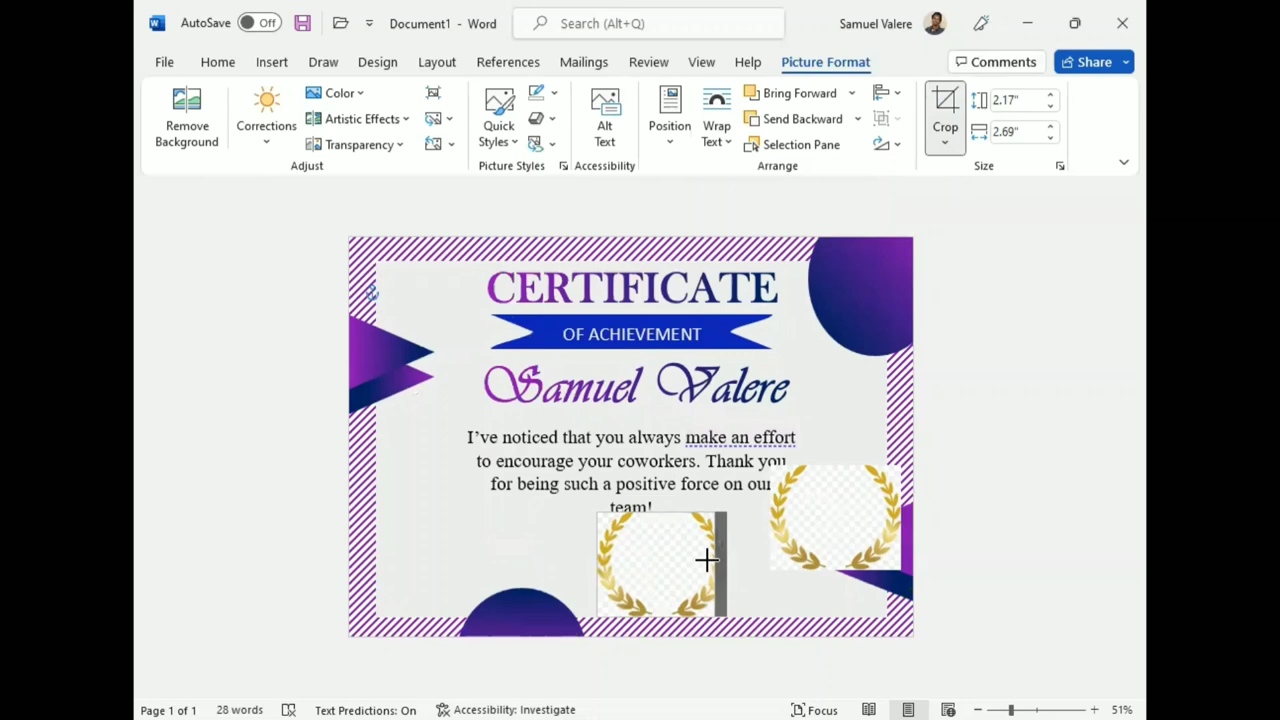 AutoSave Off Document1 - Word Search (Alt+Q) Samuel Valere
File Home Insert Draw Design Layout References Mailings Review View Help Picture Format Comments Share
Remove Background
Corrections
Color
Artistic Effects
Transparency
Adjust
Quick Styles
Picture Styles
Alt Text
Accessibility
Position
Wrap Text
Bring Forward
Send Backward
Selection Pane
Arrange
Crop
2.17"
2.69"
Size
CERTIFICATE
OF ACHIEVEMENT
Samuel Valere
I’ve noticed that you always make an effort
to encourage your coworkers. Thank you
for being such a positive force on our
team!
Page 1 of 1 28 words Text Predictions: On Accessibility: Investigate Focus 51%